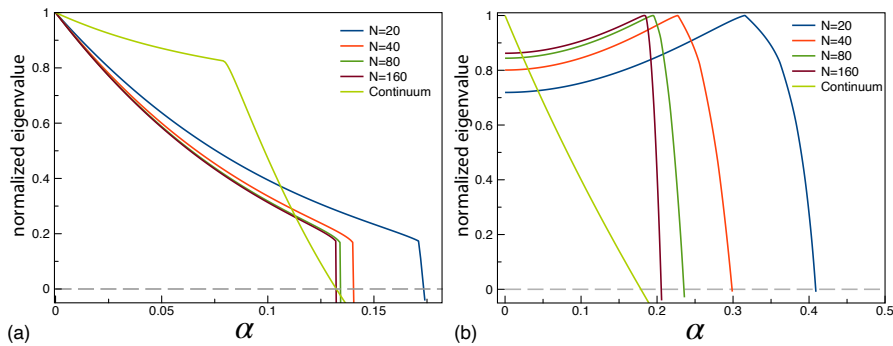 1
0.8
0.6
0.4
0.2
0
normalized eigenvalue
0
0.05
0.1
0.15
α
(a)
N=20
N=40
N=80
N=160
Continuum
1
0.8
0.6
0.4
0.2
0
normalized eigenvalue
0
0.1
0.2
0.3
0.4
0.5
α
(b)
N=20
N=40
N=80
N=160
Continuum